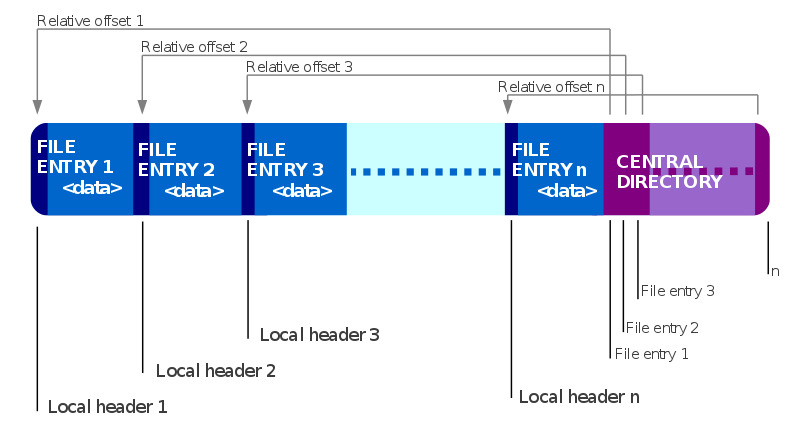 Relative offset 1
Relative offset 2
Relative offset 3
Relative offset n
FILE
ENTRY 1
<data>
FILE
ENTRY 2
<data>
FILE
ENTRY 3
<data>
FILE
ENTRY n
<data>
CENTRAL
DIRECTORY
n
File entry 3
File entry 2
File entry 1
Local header 3
Local header 2
Local header n
Local header 1